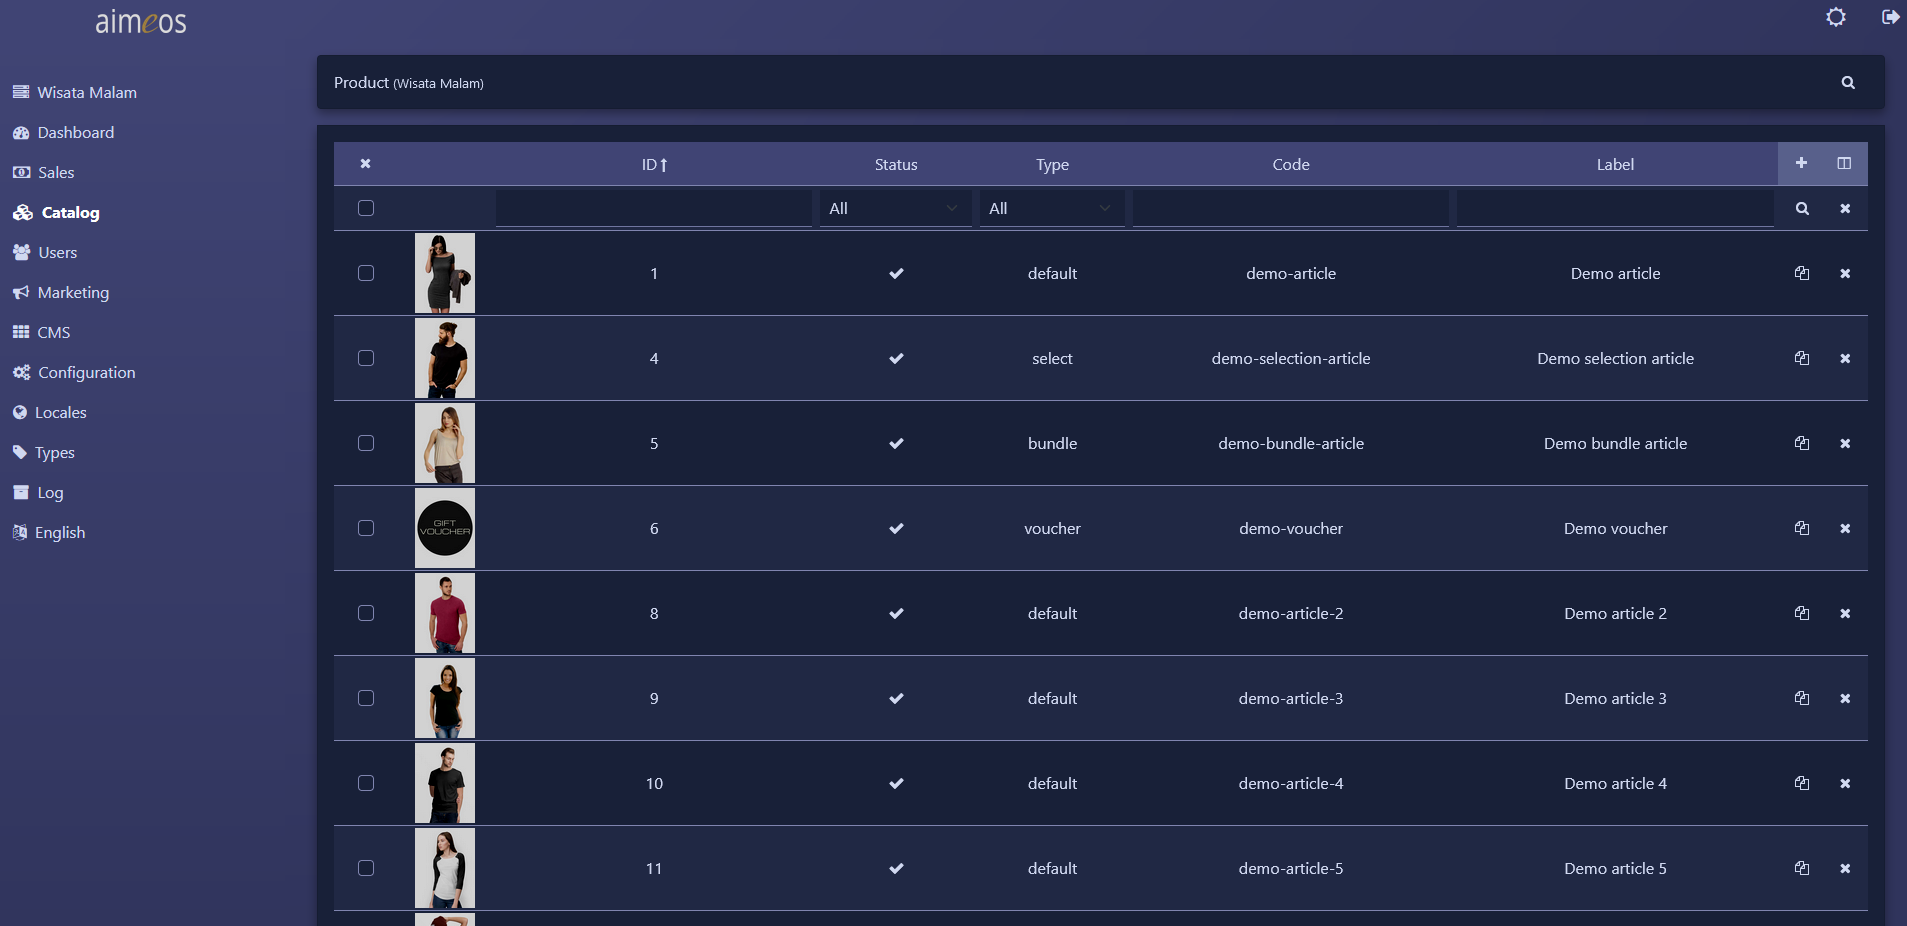 aimeos
Product (Wisata Malam)
Wisata Malam
Dashboard
Sales
Catalog
Users
Marketing
CMS
Configuration
Locales
Types
Log
English
ID Status Type Code Label
All All
1 default demo-article Demo article
4 select demo-selection-article Demo selection article
5 bundle demo-bundle-article Demo bundle article
GIFT
VOUCHER
6 voucher demo-voucher Demo voucher
8 default demo-article-2 Demo article 2
9 default demo-article-3 Demo article 3
10 default demo-article-4 Demo article 4
11 default demo-article-5 Demo article 5